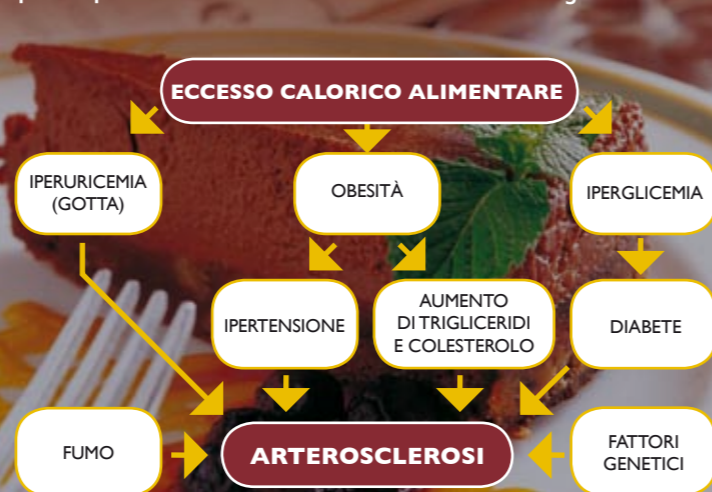 ECCESSO CALORICO ALIMENTARE
IPERURICEMIA
(GOTTA)
OBESITÀ
IPERGLICEMIA
IPERTENSIONE
AUMENTO
DI TRIGLICERIDI
E COLESTEROLO
DIABETE
FUMO
ARTEROSCLEROSI
FATTORI
GENETICI